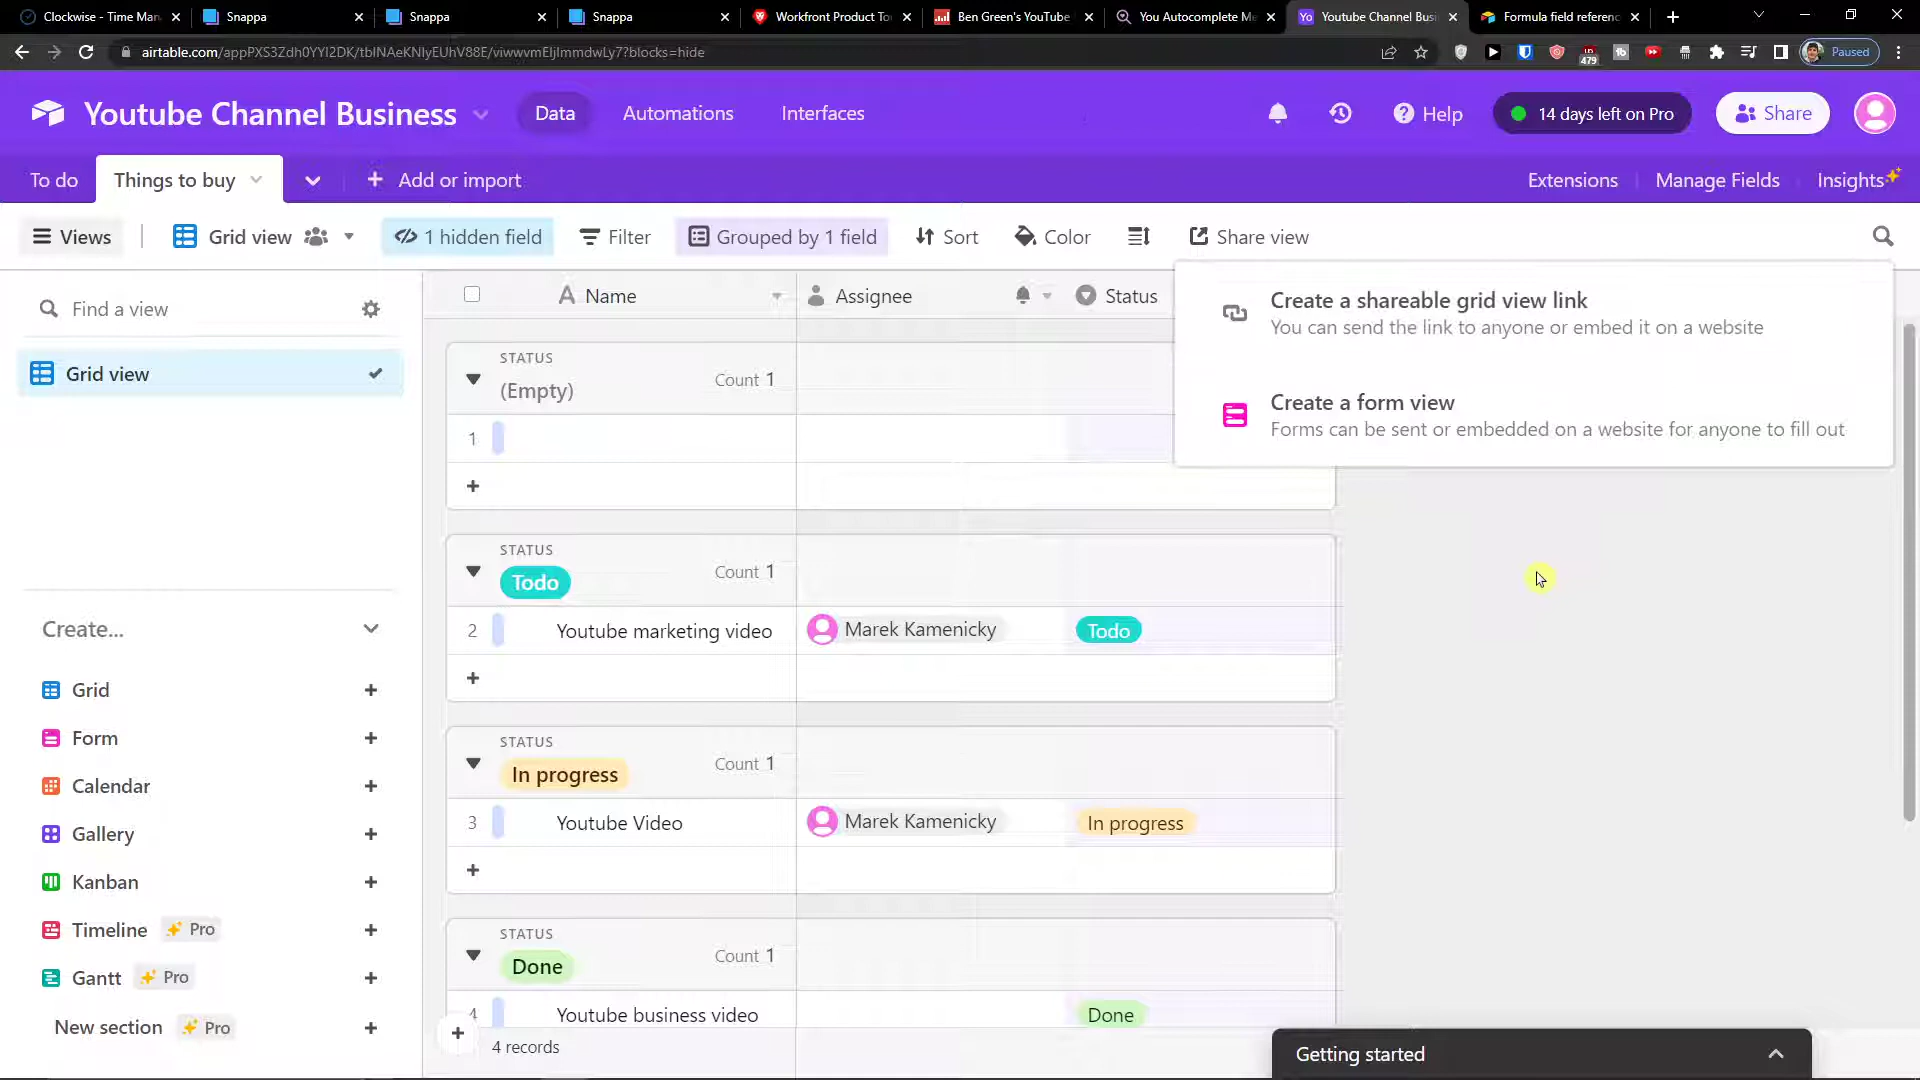 Clockwise - Time Man
Snappa
Snappa
Snappa
Workfront Product To
Ben Green's YouTube
You Autocomplete Me
Yo
Youtube Channel Busi
Formula field referenc
airtable.com/appPXS3Zdh0YYl2DK/tblNAeKNlyEUhV88E/viwwvmEljlmmdwLy7?blocks=hide
479
Paused
Youtube Channel Business
Data
Automations
Interfaces
Help
14 days left on Pro
Share
To do
Things to buy
Add or import
Extensions
Manage Fields
Insights
Views
Grid view
1 hidden field
Filter
Grouped by 1 field
Sort
Color
Share view
Find a view
Grid view
Name
Assignee
Status
Create a shareable grid view link
You can send the link to anyone or embed it on a website
Create a form view
Forms can be sent or embedded on a website for anyone to fill out
STATUS
(Empty)
Count 1
1
STATUS
Todo
Count 1
2
Youtube marketing video
Marek Kamenicky
Todo
STATUS
In progress
Count 1
3
Youtube Video
Marek Kamenicky
In progress
STATUS
Done
Count 1
4
Youtube business video
Done
4 records
Create...
Grid
Form
Calendar
Gallery
Kanban
Timeline
Pro
Gantt
Pro
New section
Pro
Getting started